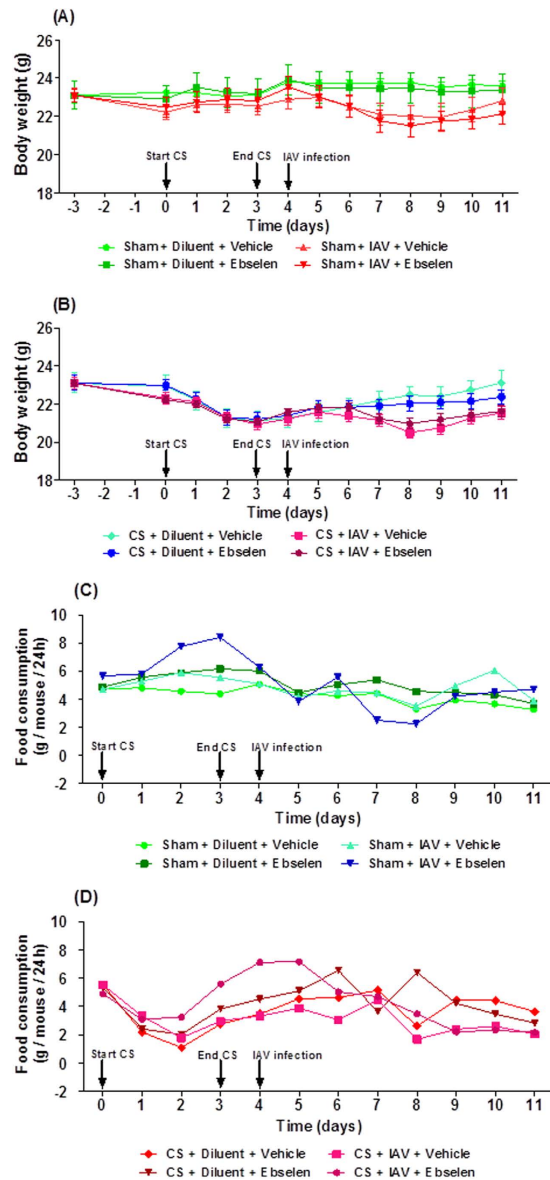 (A)
Body weight (g)
26
24
22
20
18
Start CS
End CS
IAV infection
-3 -2 -1 0 1 2 3 4 5 6 7 8 9 10 11
Time (days)
Sham + Diluent + Vehicle
Sham + IAV + Vehicle
Sham + Diluent + Ebselen
Sham + IAV + Ebselen
(B)
Body weight (g)
26
24
22
20
18
Start CS
End CS
IAV infection
-3 -2 -1 0 1 2 3 4 5 6 7 8 9 10 11
Time (days)
CS + Diluent + Vehicle
CS + IAV + Vehicle
CS + Diluent + Ebselen
CS + IAV + Ebselen
(C)
Food consumption
(g / mouse / 24h)
10
8
6
4
2
0
-2
Start CS
End CS
IAV infection
0 1 2 3 4 5 6 7 8 9 10 11
Time (days)
Sham + Diluent + Vehicle
Sham + IAV + Vehicle
Sham + Diluent + Ebselen
Sham + IAV + Ebselen
(D)
Food consumption
(g / mouse / 24h)
10
8
6
4
2
0
-2
Start CS
End CS
IAV infection
0 1 2 3 4 5 6 7 8 9 10 11
Time (days)
CS + Diluent + Vehicle
CS + IAV + Vehicle
CS + Diluent + Ebselen
CS + IAV + Ebselen